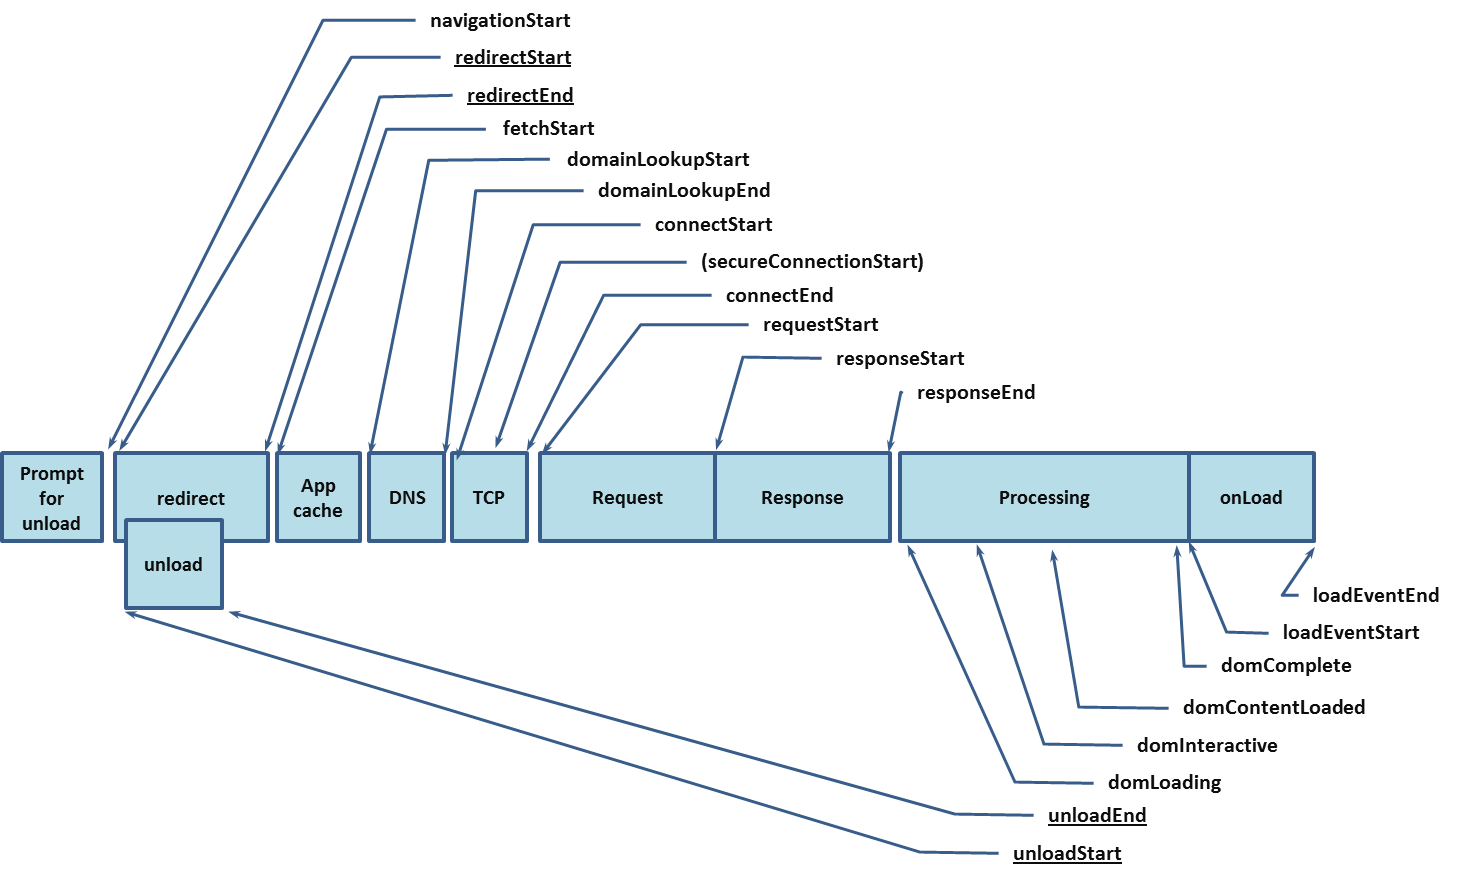 navigationStart
redirectStart
redirectEnd
fetchStart
domainLookupStart
domainLookupEnd
connectStart
(secureConnectionStart)
connectEnd
requestStart
responseStart
responseEnd
Prompt
for
unload
redirect
unload
App
cache
DNS
TCP
Request
Response
Processing
onLoad
loadEventEnd
loadEventStart
domComplete
domContentLoaded
domInteractive
domLoading
unloadEnd
unloadStart